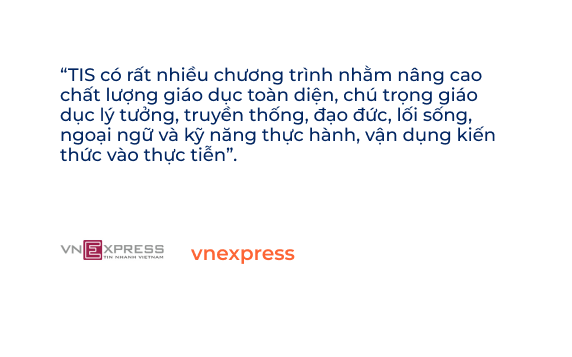 “TIS có rất nhiều chương trình nhằm nâng cao
chất lượng giáo dục toàn diện, chú trọng giáo
dục lý tưởng, truyền thống, đạo đức, lối sống,
ngoại ngữ và kỹ năng thực hành, vận dụng kiến
thức vào thực tiễn”.
VNEXPRESS
TIN NHANH VIETNAM
vnexpress